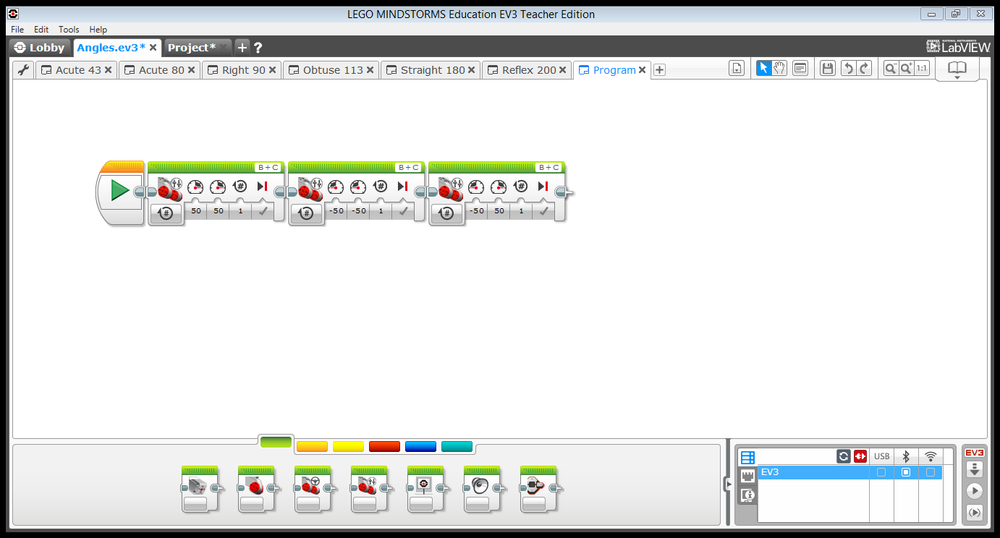 LEGO MINDSTORMS Education EV3 Teacher Edition
File Edit Tools Help
Lobby Angles.ev3* Project* + ?
NATIONAL INSTRUMENTS
LabVIEW
Acute 43 Acute 80 Right 90 Obtuse 113 Straight 180 Reflex 200 Program 1:1
B+C B+C B+C
# # #
50 50 1 -50 -50 1 -50 50 1
# # #
USB
EV3
EV3